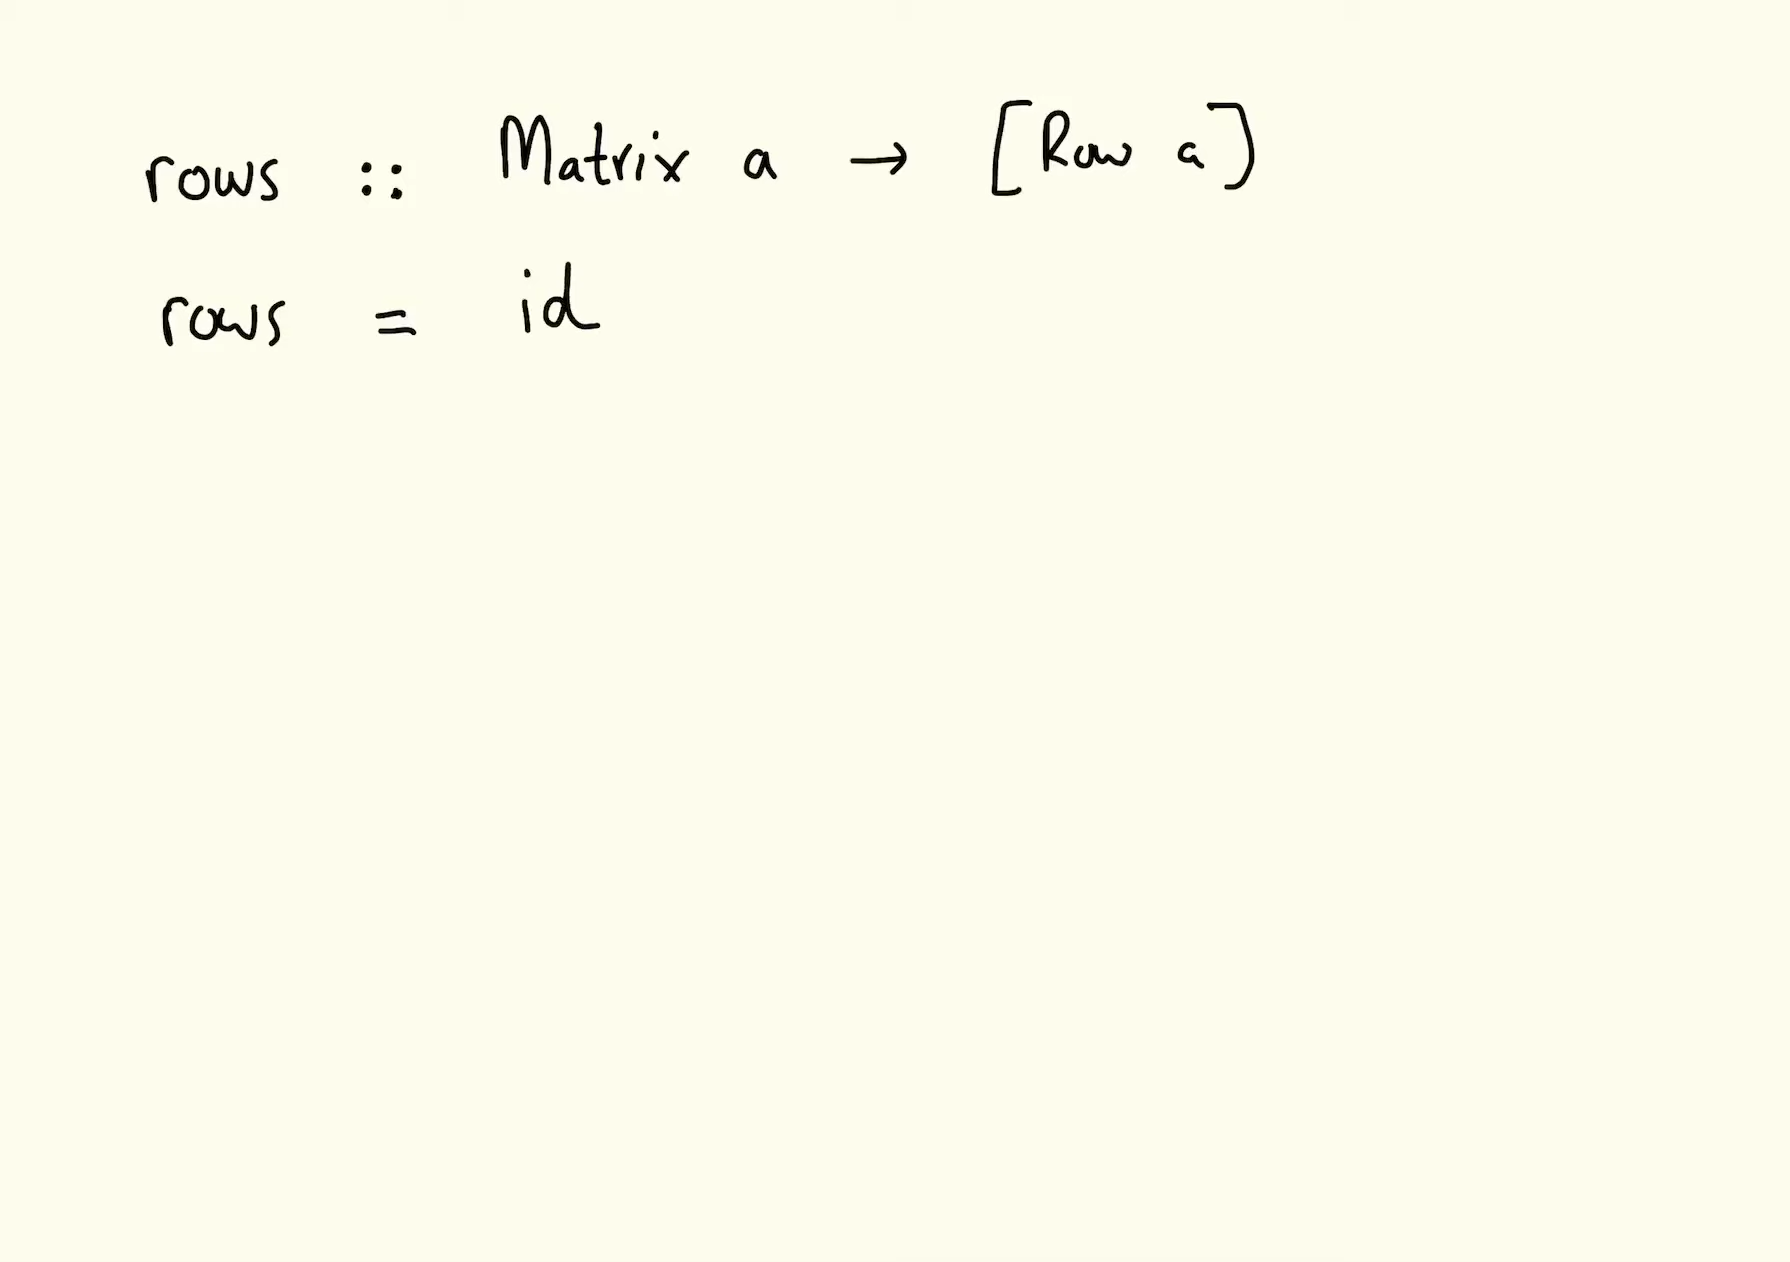 rows :: Matrix a → [Row a]
rows = id